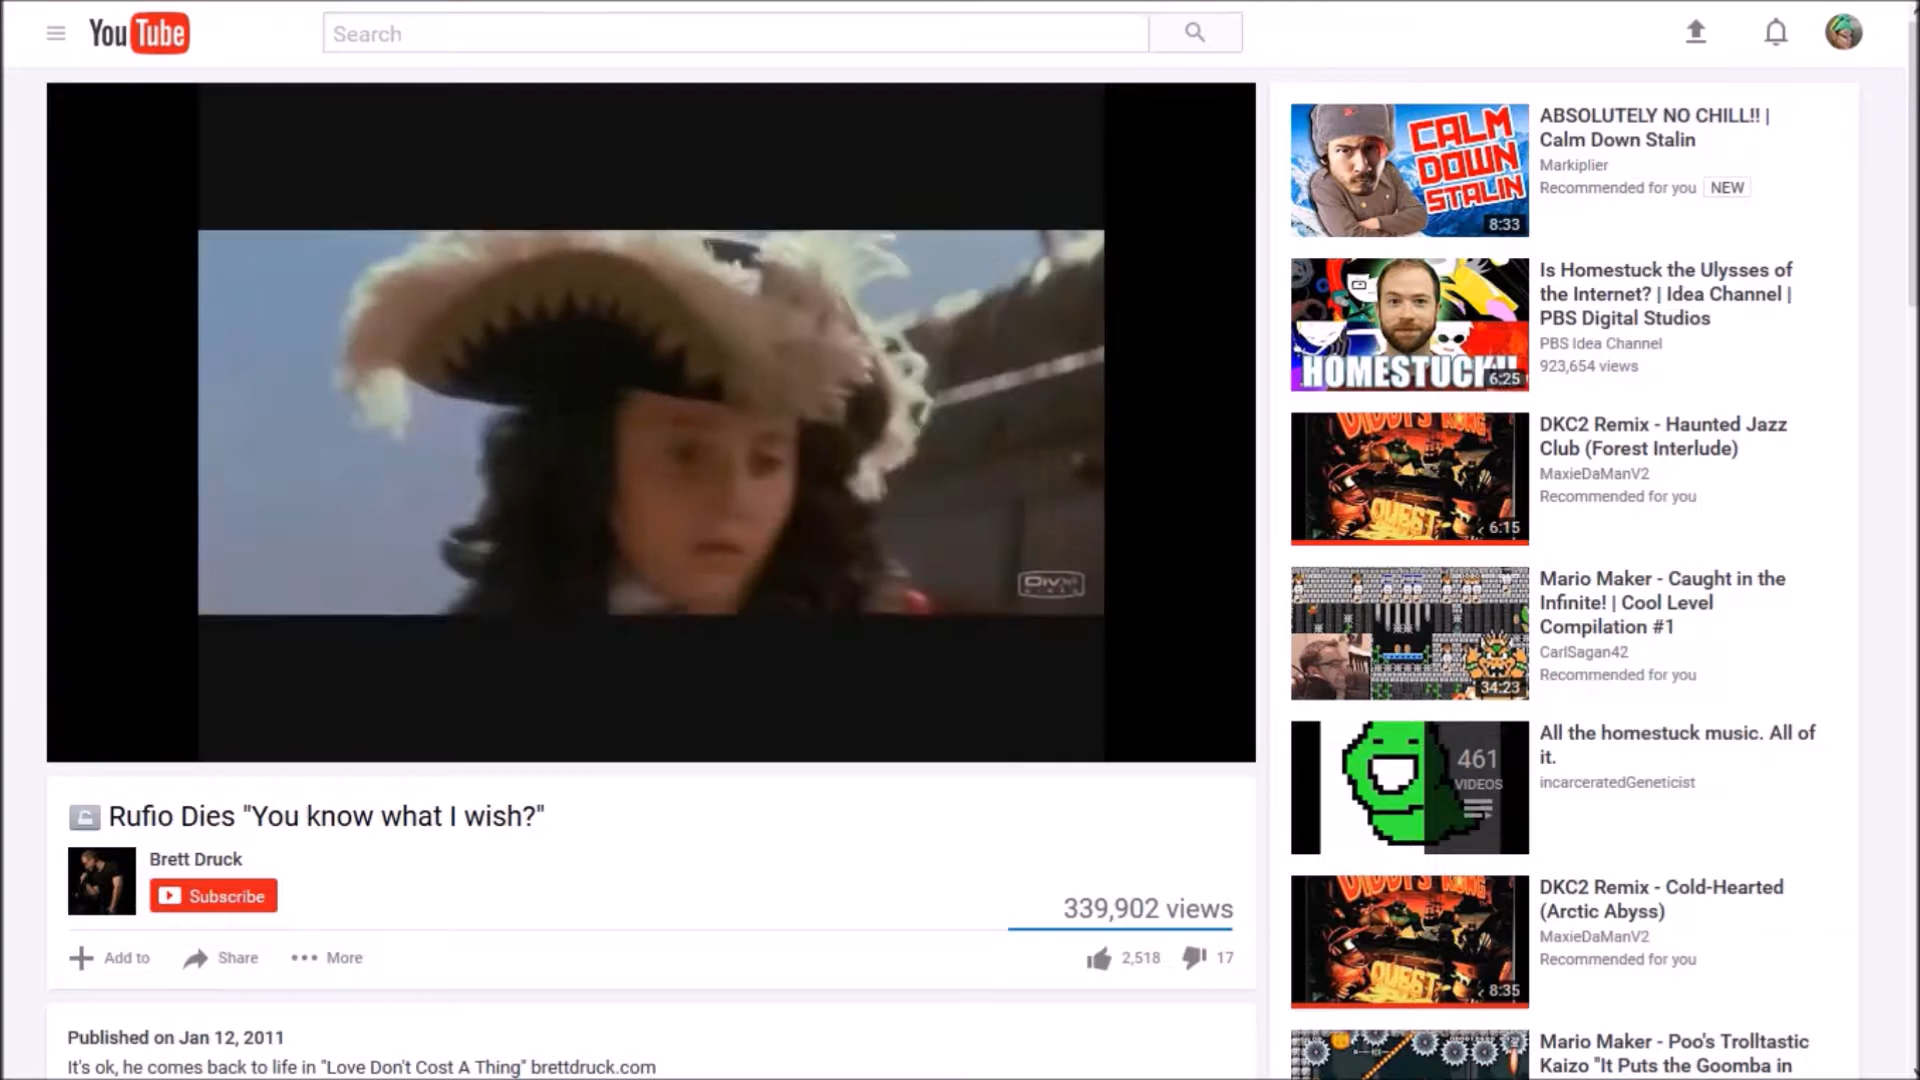 YouTube
Search
DivX
Rufio Dies "You know what I wish?"
Brett Druck
Subscribe
339,902 views
Add to
Share
More
2,518
17
Published on Jan 12, 2011
It's ok, he comes back to life in "Love Don't Cost A Thing" brettdruck.com
CALM
DOWN
STALIN
8:33
ABSOLUTELY NO CHILL!! |
Calm Down Stalin
Markiplier
Recommended for you NEW
HOMESTUCK!!
6:25
Is Homestuck the Ulysses of
the Internet? | Idea Channel |
PBS Digital Studios
PBS Idea Channel
923,654 views
DIDDY'S KONG
QUEST
6:15
DKC2 Remix - Haunted Jazz
Club (Forest Interlude)
MaxieDaManV2
Recommended for you
34:23
Mario Maker - Caught in the
Infinite! | Cool Level
Compilation #1
CarlSagan42
Recommended for you
461
VIDEOS
All the homestuck music. All of
it.
incarceratedGeneticist
DIDDY'S KONG
QUEST
8:35
DKC2 Remix - Cold-Hearted
(Arctic Abyss)
MaxieDaManV2
Recommended for you
Mario Maker - Poo's Trolltastic
Kaizo "It Puts the Goomba in